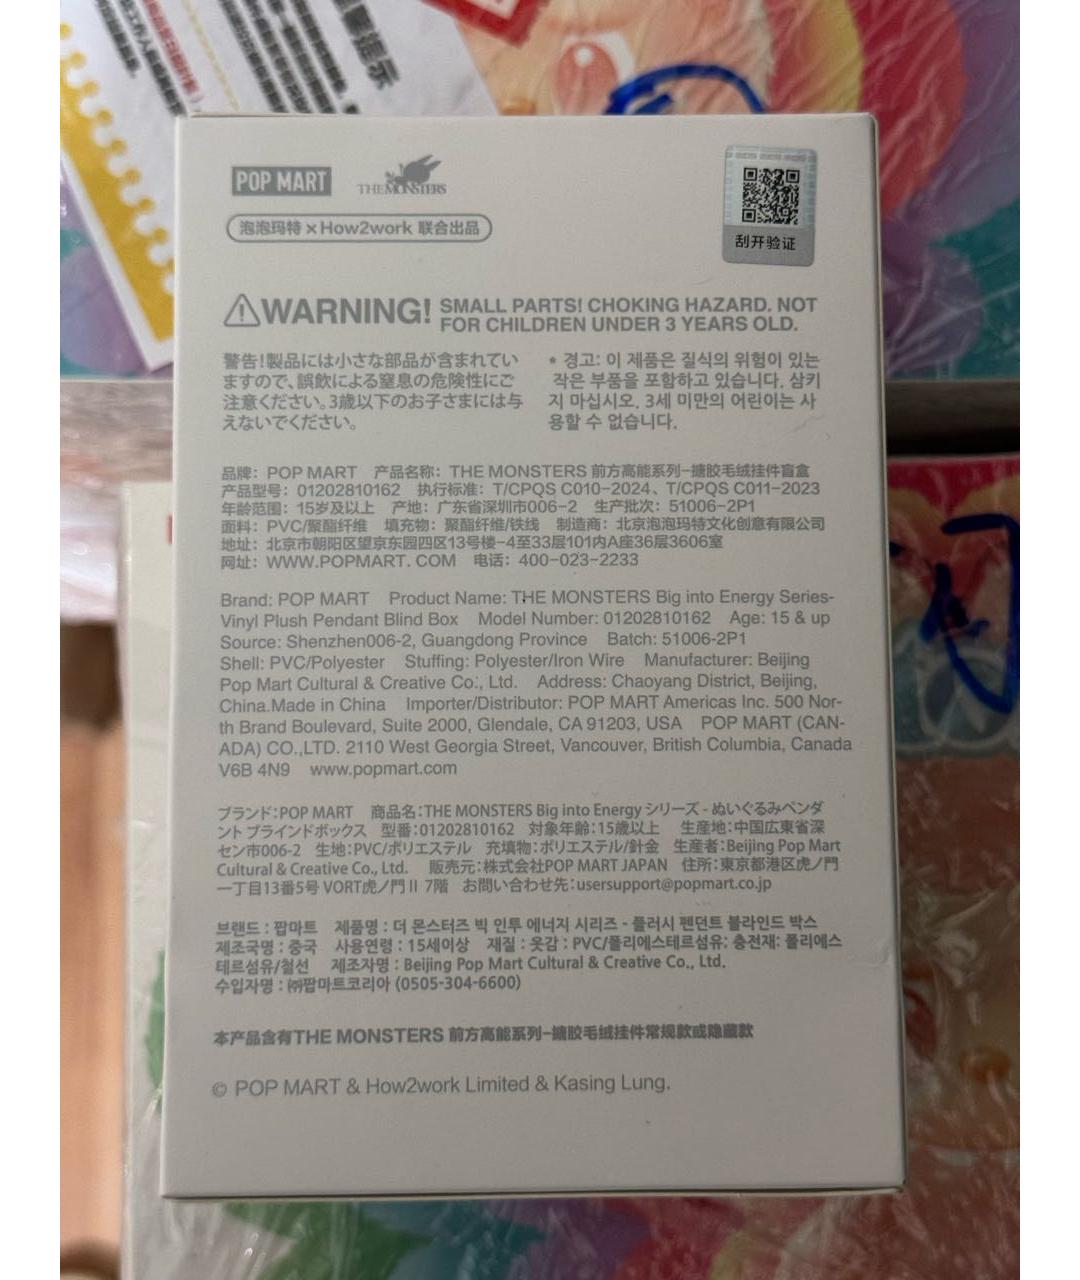 POP MART
THE MONSTERS
泡泡玛特×How2work 联合出品
刮开验证
WARNING! SMALL PARTS! CHOKING HAZARD. NOT
FOR CHILDREN UNDER 3 YEARS OLD.
警告!製品には小さな部品が含まれてい
ますので、誤飲による窒息の危険性にご
注意ください。3歳以下のお子さまには与
えないでください。
* 경고: 이 제품은 질식의 위험이 있는
작은 부품을 포함하고 있습니다. 삼키
지 마십시오. 3세 미만의 어린이는 사
용할 수 없습니다.
品牌: POP MART 产品名称: THE MONSTERS 前方高能系列-搪胶毛绒挂件盲盒
产品型号: 01202810162 执行标准: T/CPQS C010-2024、T/CPQS C011-2023
年龄范围: 15岁及以上 产地: 广东省深圳市006-2 生产批次: 51006-2P1
面料: PVC/聚酯纤维 填充物: 聚酯纤维/铁线 制造商: 北京泡泡玛特文化创意有限公司
地址: 北京市朝阳区望京东园四区13号楼-4至33层101内A座36层3606室
网址: WWW.POPMART. COM 电话: 400-023-2233
Brand: POP MART Product Name: THE MONSTERS Big into Energy Series-
Vinyl Plush Pendant Blind Box Model Number: 01202810162 Age: 15 & up
Source: Shenzhen006-2, Guangdong Province Batch: 51006-2P1
Shell: PVC/Polyester Stuffing: Polyester/Iron Wire Manufacturer: Beijing
Pop Mart Cultural & Creative Co., Ltd. Address: Chaoyang District, Beijing,
China.Made in China Importer/Distributor: POP MART Americas Inc. 500 Nor-
th Brand Boulevard, Suite 2000, Glendale, CA 91203, USA POP MART (CAN-
ADA) CO.,LTD. 2110 West Georgia Street, Vancouver, British Columbia, Canada
V6B 4N9 www.popmart.com
ブランド:POP MART 商品名:THE MONSTERS Big into Energy シリーズ - ぬいぐるみペンダ
ント ブラインドボックス 型番:01202810162 対象年齢:15歳以上 生産地:中国広東省深
セン市006-2 生地:PVC/ポリエステル 充填物:ポリエステル/針金 生産者:Beijing Pop Mart
Cultural & Creative Co., Ltd. 販売元:株式会社POP MART JAPAN 住所:東京都港区虎ノ門
一丁目13番5号 VORT虎ノ門Ⅱ 7階 お問い合わせ先:usersupport@popmart.co.jp
브랜드 : 팝마트 제품명 : 더 몬스터즈 빅 인투 에너지 시리즈 - 플러시 펜던트 블라인드 박스
제조국명 : 중국 사용연령 : 15세이상 재질 : 옷감 : PVC/폴리에스테르섬유: 충전재: 폴리에스
테르섬유/철선 제조자명 : Beijing Pop Mart Cultural & Creative Co., Ltd.
수입자명 : ㈜팝마트코리아 (0505-304-6600)
本产品含有THE MONSTERS 前方高能系列-搪胶毛绒挂件常规款或隐藏款
© POP MART & How2work Limited & Kasing Lung.